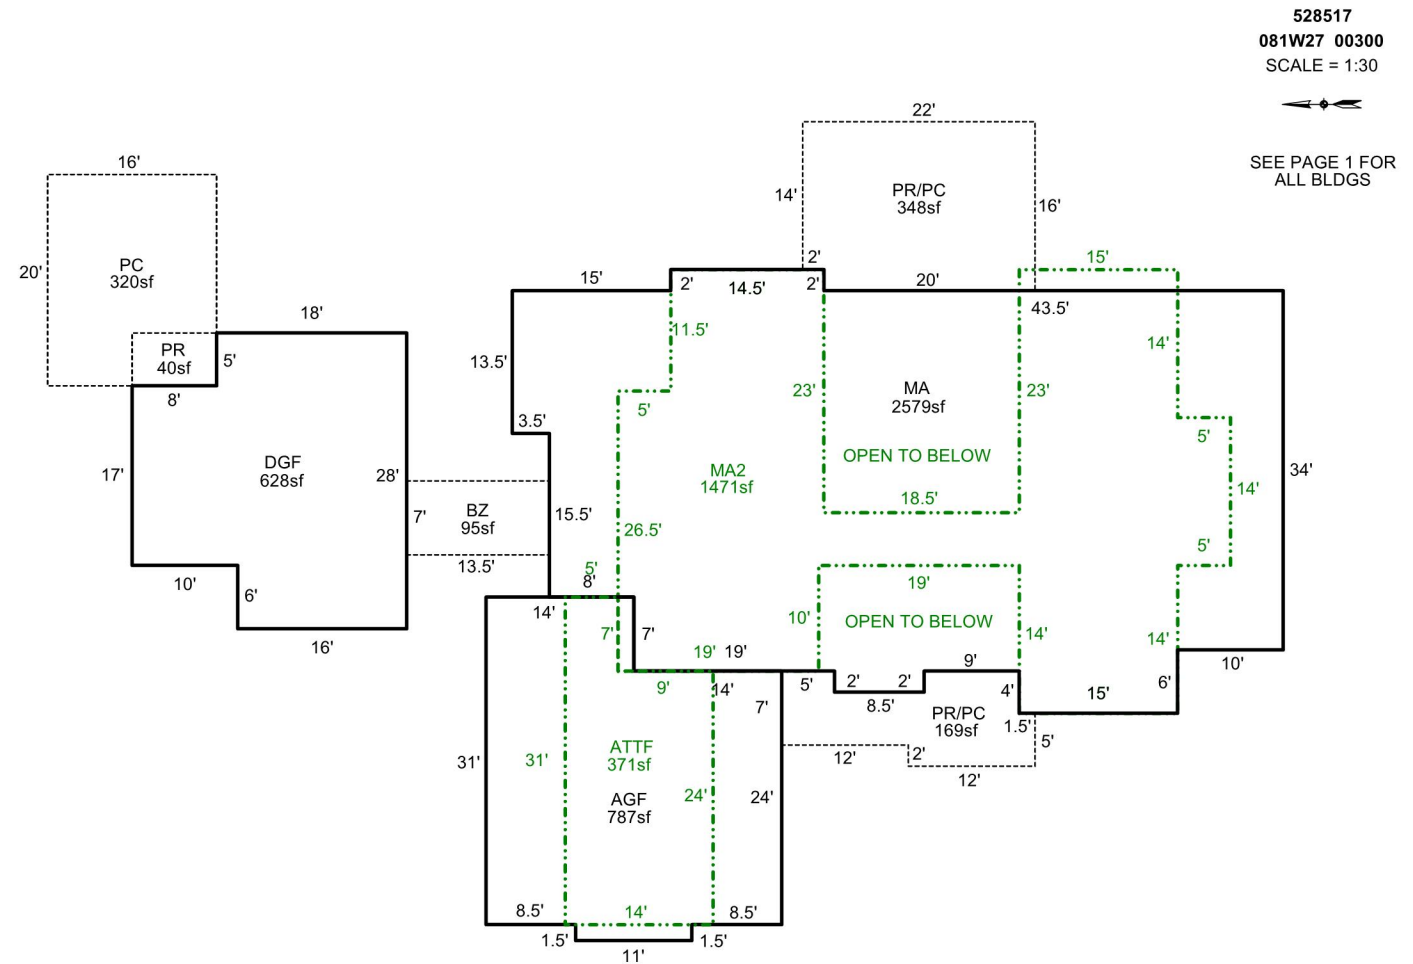 528517
081W27 00300
SCALE = 1:30
SEE PAGE 1 FOR
ALL BLDGS
22'
14'
PR/PC
348sf
16'
2'
16'
20'
PC
320sf
PR
40sf
5'
8'
18'
17'
DGF
628sf
28'
10'
6'
16'
7'
BZ
95sf
13.5'
15'
2'
14.5'
2'
20'
15'
43.5'
13.5'
11.5'
14'
3.5'
5'
23'
MA
2579sf
23'
OPEN TO BELOW
5'
MA2
1471sf
18.5'
14'
34'
15.5'
26.5'
5'
5'
8'
19'
14'
7'
7'
10'
OPEN TO BELOW
14'
14'
19'
19'
9'
10'
9'
14'
5'
2'
2'
4'
6'
15'
7'
8.5'
PR/PC
169sf
1.5'
5'
12'
2'
12'
31'
31'
ATTF
371sf
AGF
787sf
24'
24'
8.5'
14'
8.5'
1.5'
11'
1.5'